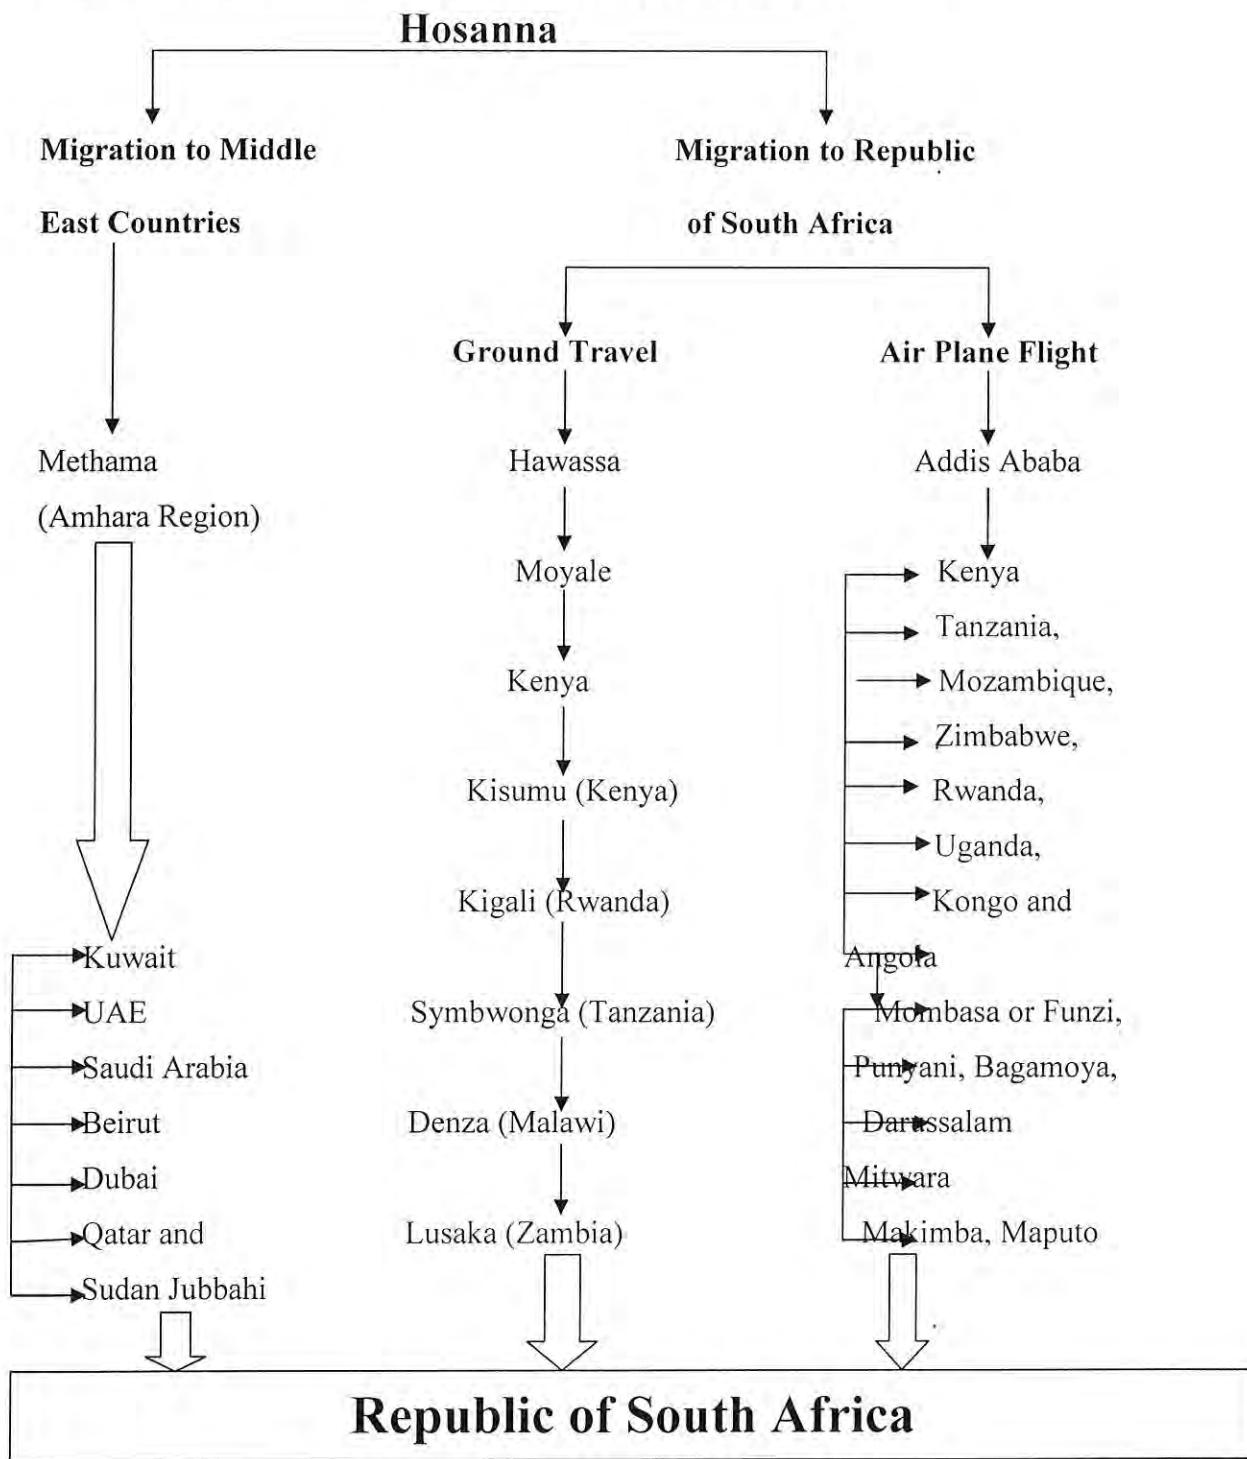 Hosanna
Migration to Middle
East Countries
Methama
(Amhara Region)
Kuwait
UAE
Saudi Arabia
Beirut
Dubai
Qatar and
Sudan Jubbahi
Migration to Republic
of South Africa
Ground Travel
Hawassa
Moyale
Kenya
Kisumu (Kenya)
Kigali (Rwanda)
Symbwonga (Tanzania)
Denza (Malawi)
Lusaka (Zambia)
Air Plane Flight
Addis Ababa
Kenya
Tanzania,
Mozambique,
Zimbabwe,
Rwanda,
Uganda,
Kongo and
Angola
Mombasa or Funzi,
Punyani, Bagamoya,
Darussalam
Mitwara
Makimba, Maputo
Republic of South Africa